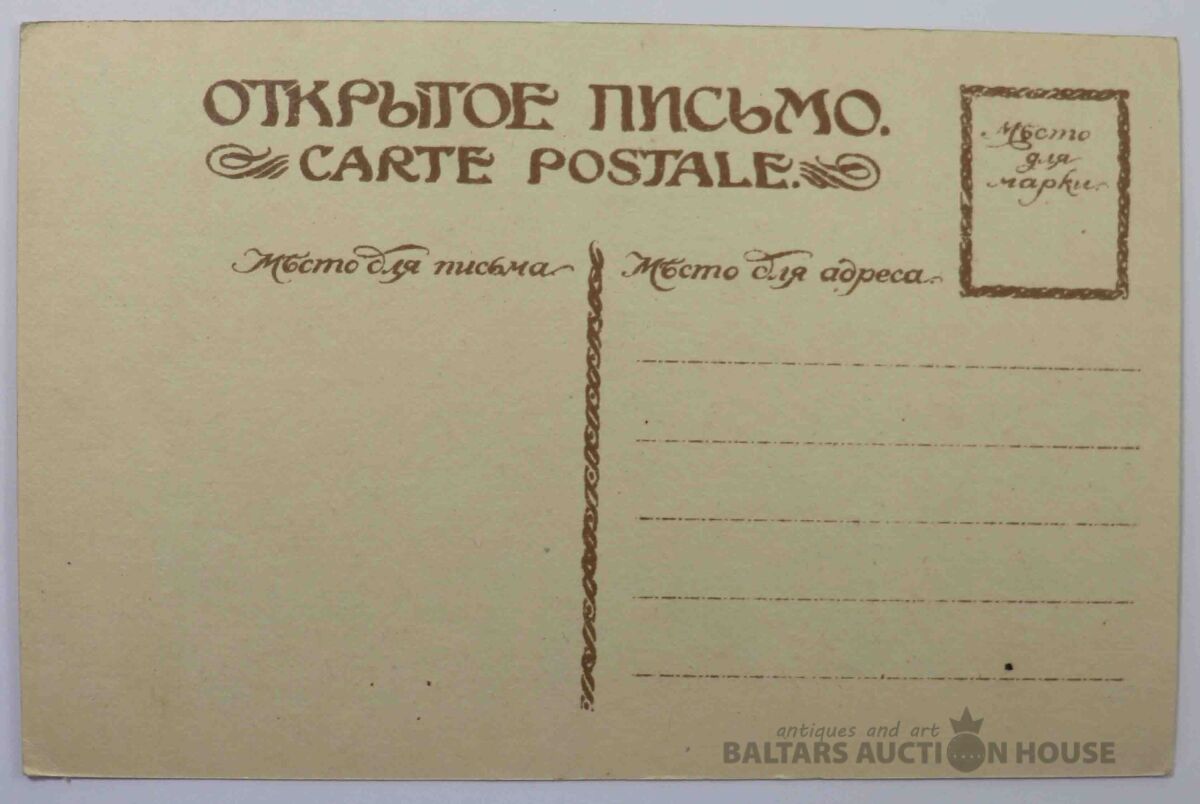 ОТКРЫТОЕ ПИСЬМО.
CARTE POSTALE.
Мѣсто
для
марки.
Мѣсто для письма
Мѣсто для адреса.
antiques and art
BALTARS AUCTION HOUSE